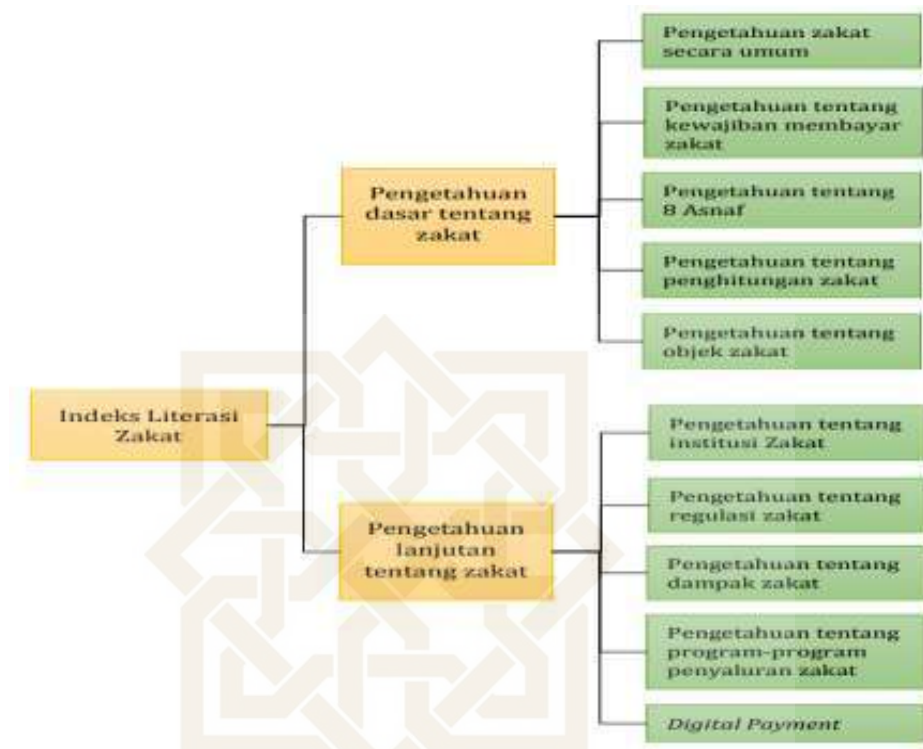 Indeks Literasi
Zakat
Pengetahuan
dasar tentang
zakat
Pengetahuan zakat
secara umum
Pengetahuan tentang
kewajiban membayar
zakat
Pengetahuan tentang
8 Asnaf
Pengetahuan tentang
penghitungan zakat
Pengetahuan tentang
objek zakat
Pengetahuan
lanjutan
tentang zakat
Pengetahuan tentang
institusi Zakat
Pengetahuan tentang
regulasi zakat
Pengetahuan tentang
dampak zakat
Pengetahuan tentang
program-program
penyaluran zakat
Digital Payment